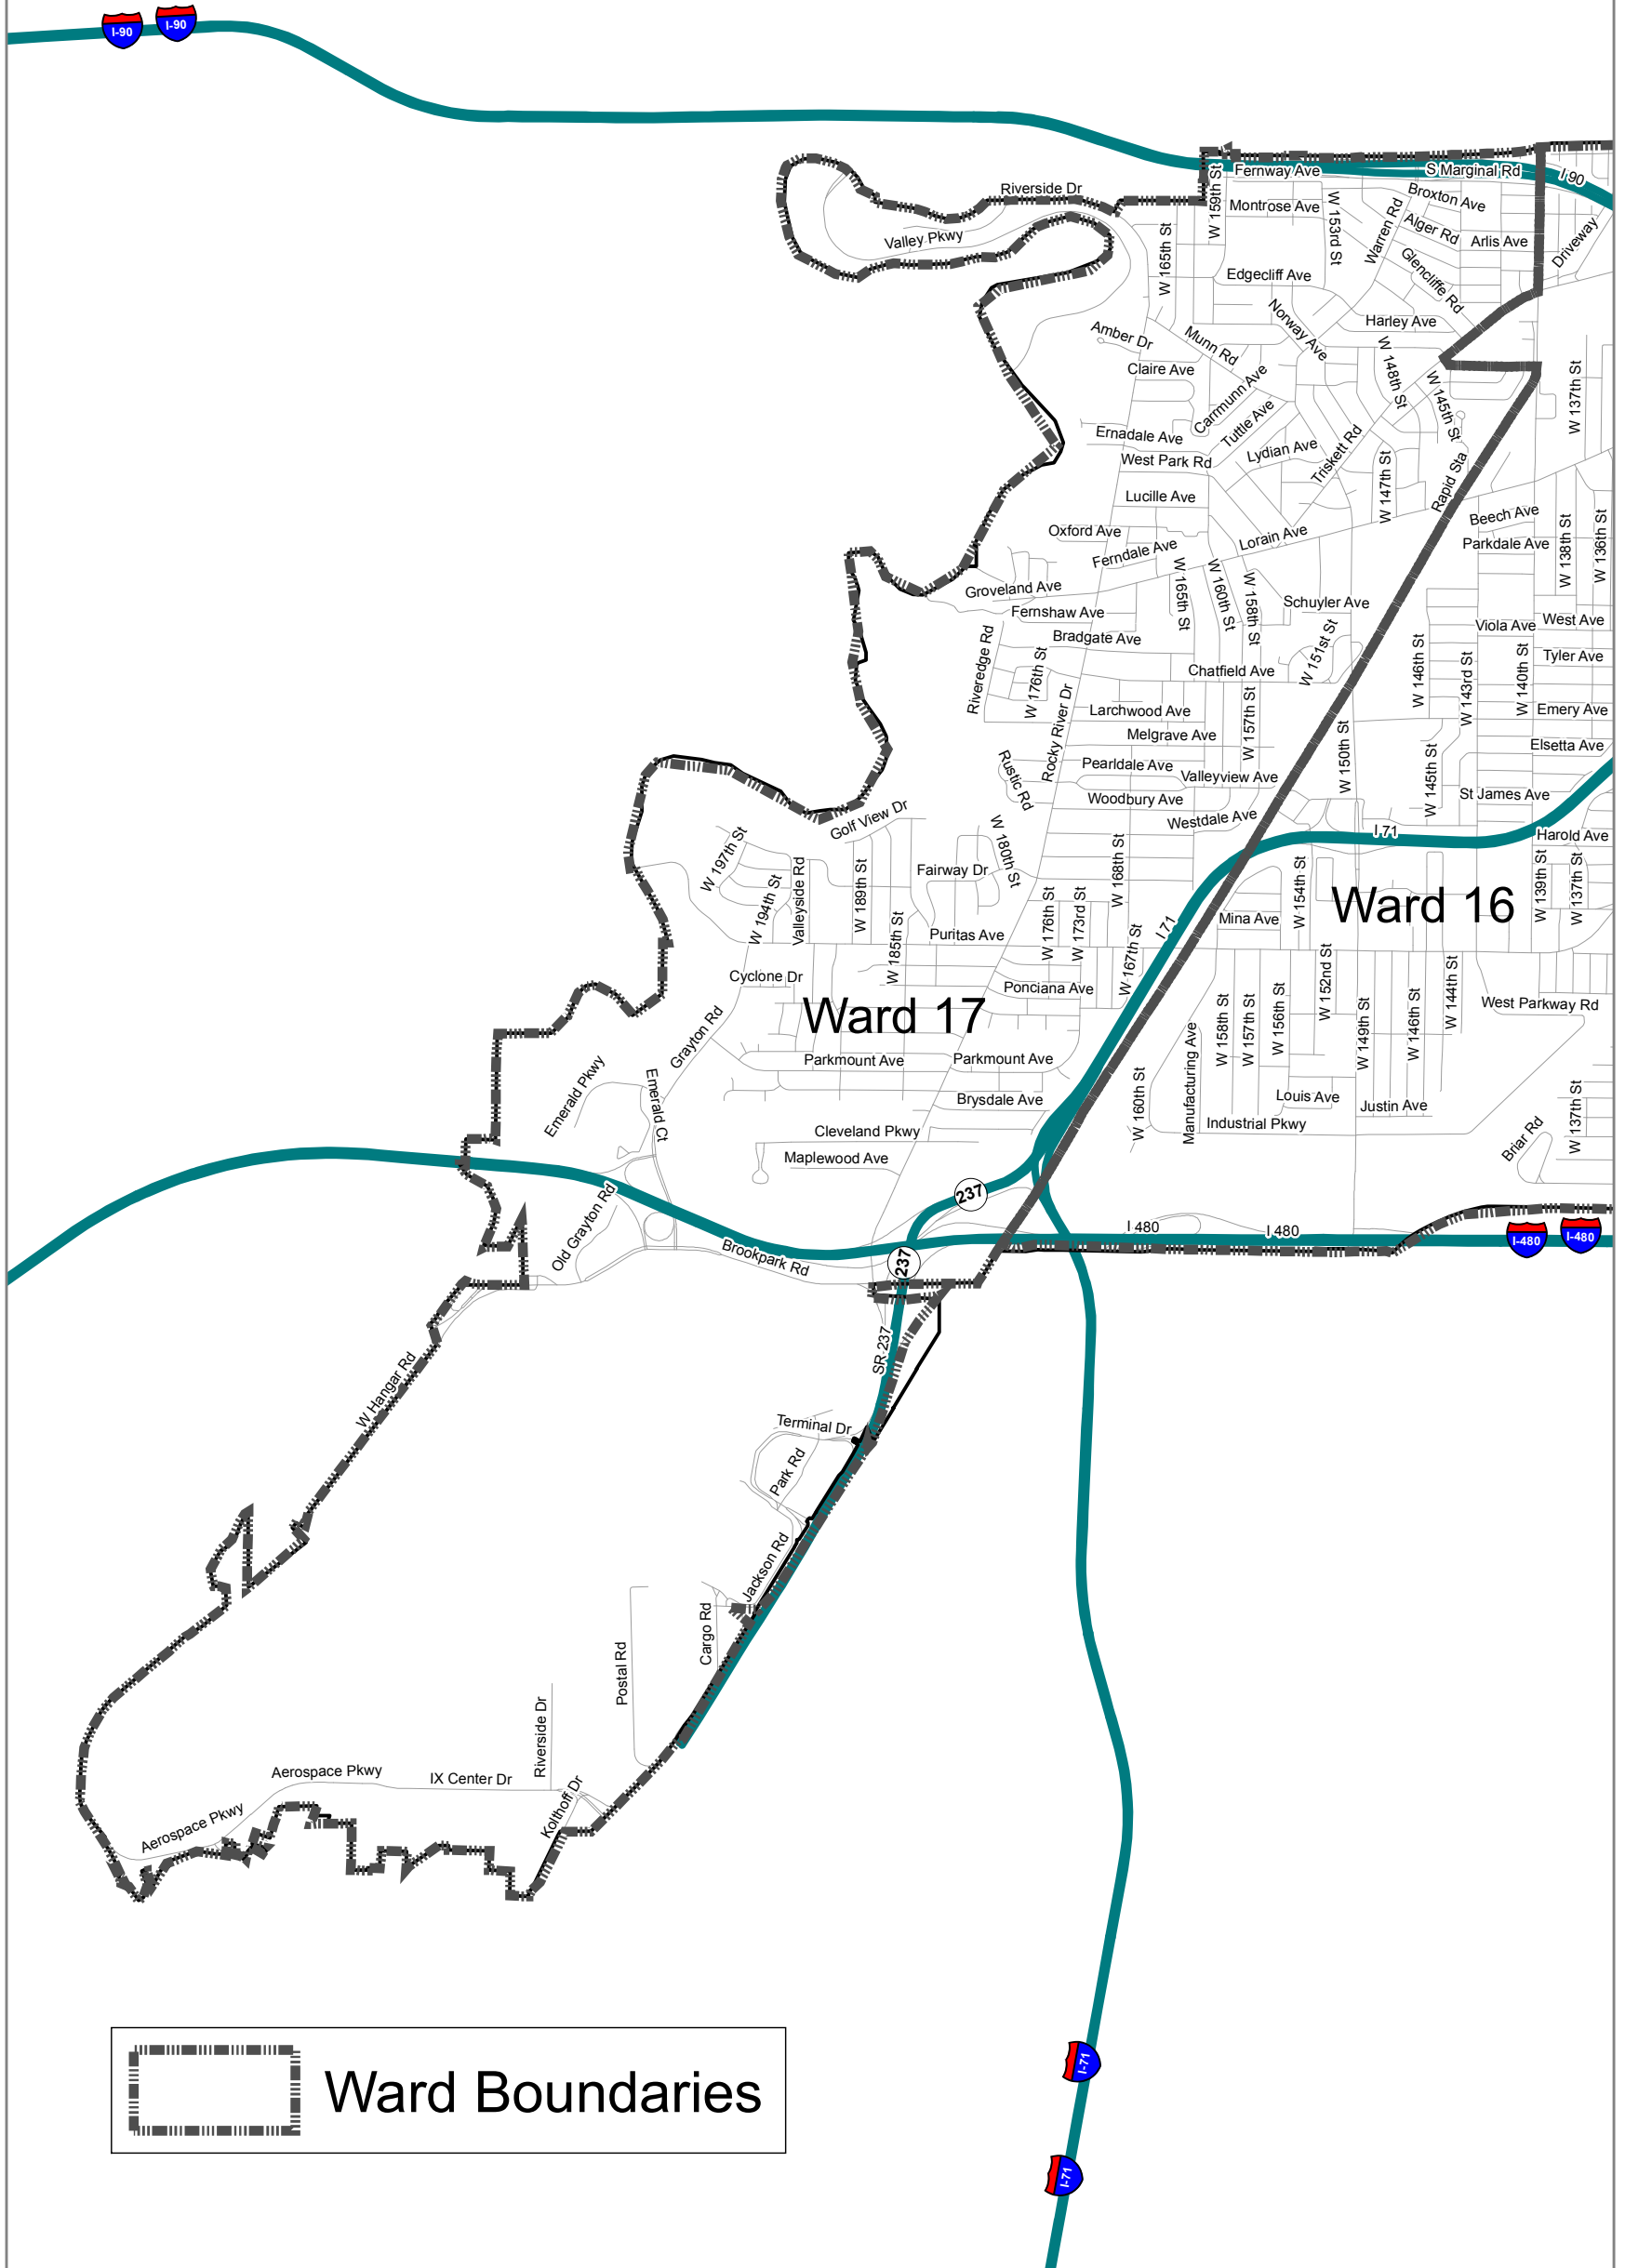 I-90
I-90
Fernway Ave
S Marginal Rd
I 90
Riverside Dr
W 159th St
Montrose Ave
W 153rd St
Warren Rd
Broxton Ave
Alger Rd
Arlis Ave
Driveway
Valley Pkwy
W 165th St
Edgecliff Ave
Glencliffe Rd
Norway Ave
Harley Ave
Amber Dr
Munn Rd
Claire Ave
W 148th St
W 145th St
W 137th St
Carrmunn Ave
Tuttle Ave
Ernadale Ave
Lydian Ave
Triskett Rd
West Park Rd
W 147th St
Rapid Sta
Lucille Ave
Beech Ave
Oxford Ave
Lorain Ave
Parkdale Ave
W 138th St
W 136th St
Ferndale Ave
Groveland Ave
W 165th St
W 160th St
W 158th St
Schuyler Ave
Fernshaw Ave
Viola Ave
West Ave
Bradgate Ave
W 151st St
Riveredge Rd
W 176th St
Chatfield Ave
W 146th St
W 143rd St
W 140th St
Tyler Ave
Rocky River Dr
Larchwood Ave
W 157th St
Emery Ave
Melgrave Ave
W 150th St
Elsetta Ave
Rustic Rd
Pearldale Ave
Valleyview Ave
W 145th St
Woodbury Ave
St James Ave
Golf View Dr
Westdale Ave
I 71
Harold Ave
W 197th St
W 180th St
Fairway Dr
W 194th St
Valleyside Rd
W 189th St
W 185th St
W 168th St
W 154th St
Ward 16
W 139th St
W 137th St
W 176th St
W 173rd St
Mina Ave
I 71
Puritas Ave
W 167th St
Cyclone Dr
Ponciana Ave
W 152nd St
W 144th St
West Parkway Rd
Ward 17
W 158th St
W 157th St
W 156th St
W 149th St
W 146th St
Grayton Rd
Parkmount Ave
Parkmount Ave
Manufacturing Ave
Emerald Pkwy
Emerald Ct
Brysdale Ave
W 160th St
Louis Ave
Justin Ave
W 137th St
Cleveland Pkwy
Industrial Pkwy
Briar Rd
Maplewood Ave
237
Old Grayton Rd
I 480
I 480
I-480
I-480
Brookpark Rd
237
SR 237
W Hangar Rd
Terminal Dr
Park Rd
Jackson Rd
Cargo Rd
Postal Rd
Riverside Dr
Aerospace Pkwy
IX Center Dr
Aerospace Pkwy
Kolthoff Dr
I-71
Ward Boundaries
I-71